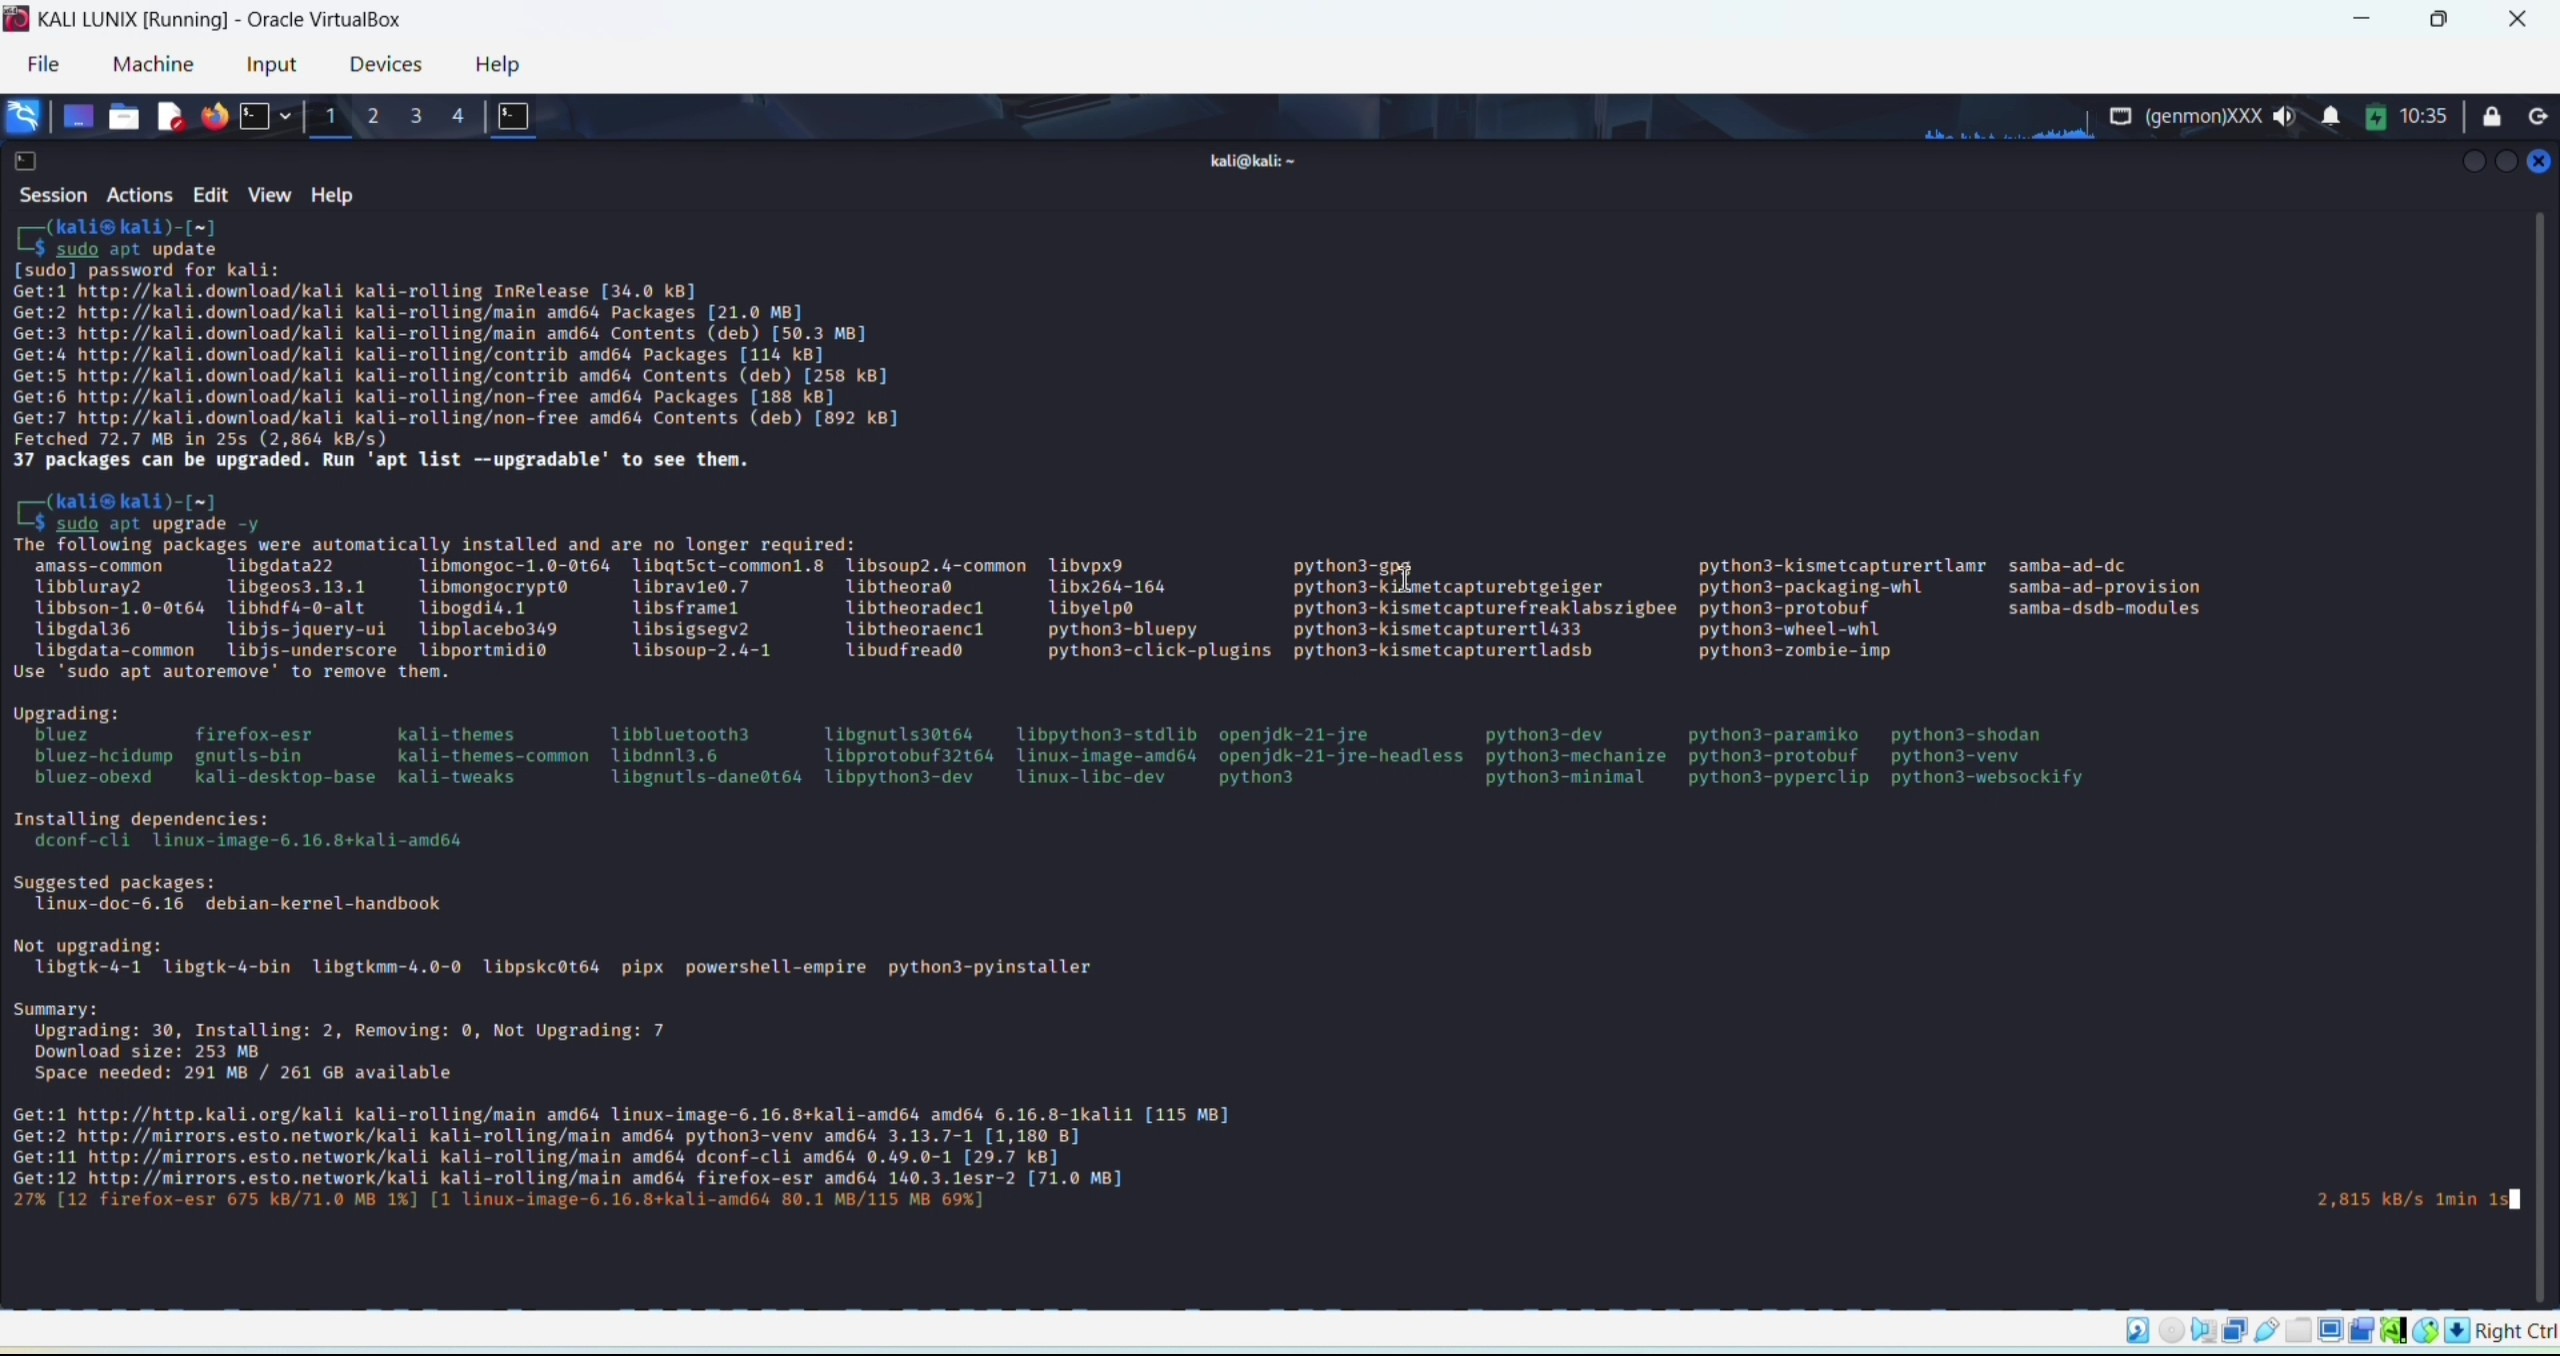 KALI LUNIX [Running] - Oracle VirtualBox
File Machine Input Devices Help
1 2 3 4 (genmon)XXX 10:35
kali@kali: ~
Session Actions Edit View Help
┌──(kali㉿kali)-[~]
└─$ sudo apt update
[sudo] password for kali:
Get:1 http://kali.download/kali kali-rolling InRelease [34.0 kB]
Get:2 http://kali.download/kali kali-rolling/main amd64 Packages [21.0 MB]
Get:3 http://kali.download/kali kali-rolling/main amd64 Contents (deb) [50.3 MB]
Get:4 http://kali.download/kali kali-rolling/contrib amd64 Packages [114 kB]
Get:5 http://kali.download/kali kali-rolling/contrib amd64 Contents (deb) [258 kB]
Get:6 http://kali.download/kali kali-rolling/non-free amd64 Packages [188 kB]
Get:7 http://kali.download/kali kali-rolling/non-free amd64 Contents (deb) [892 kB]
Fetched 72.7 MB in 25s (2,864 kB/s)
37 packages can be upgraded. Run 'apt list --upgradable' to see them.
┌──(kali㉿kali)-[~]
└─$ sudo apt upgrade -y
The following packages were automatically installed and are no longer required:
amass-common libgdata22 libmongoc-1.0-0t64 libqt5ct-common1.8 libsoup2.4-common libvpx9 python3-gpg python3-kismetcapturertlamr samba-ad-dc
libbluray2 libgeos3.13.1 libmongocrypt0 librav1e0.7 libtheora0 libx264-164 python3-kismetcapturebtgeiger python3-packaging-whl samba-ad-provision
libbson-1.0-0t64 libhdf4-0-alt libogdi4.1 libsframe1 libtheoradec1 libyelp0 python3-kismetcapturefreaklabszigbee python3-protobuf samba-dsdb-modules
libgdal36 libjs-jquery-ui libplacebo349 libsigsegv2 libtheoraenc1 python3-bluepy python3-kismetcapturertl433 python3-wheel-whl
libgdata-common libjs-underscore libportmidi0 libsoup-2.4-1 libudfread0 python3-click-plugins python3-kismetcapturertladsb python3-zombie-imp
Use 'sudo apt autoremove' to remove them.
Upgrading:
bluez firefox-esr kali-themes libbluetooth3 libgnutls30t64 libpython3-stdlib openjdk-21-jre python3-dev python3-paramiko python3-shodan
bluez-hcidump gnutls-bin kali-themes-common libdnnl3.6 libprotobuf32t64 linux-image-amd64 openjdk-21-jre-headless python3-mechanize python3-protobuf python3-venv
bluez-obexd kali-desktop-base kali-tweaks libgnutls-dane0t64 libpython3-dev linux-libc-dev python3 python3-minimal python3-pyperclip python3-websockify
Installing dependencies:
dconf-cli linux-image-6.16.8+kali-amd64
Suggested packages:
linux-doc-6.16 debian-kernel-handbook
Not upgrading:
libgtk-4-1 libgtk-4-bin libgtkmm-4.0-0 libpskc0t64 pipx powershell-empire python3-pyinstaller
Summary:
Upgrading: 30, Installing: 2, Removing: 0, Not Upgrading: 7
Download size: 253 MB
Space needed: 291 MB / 261 GB available
Get:1 http://http.kali.org/kali kali-rolling/main amd64 linux-image-6.16.8+kali-amd64 amd64 6.16.8-1kali1 [115 MB]
Get:2 http://mirrors.esto.network/kali kali-rolling/main amd64 python3-venv amd64 3.13.7-1 [1,180 B]
Get:11 http://mirrors.esto.network/kali kali-rolling/main amd64 dconf-cli amd64 0.49.0-1 [29.7 kB]
Get:12 http://mirrors.esto.network/kali kali-rolling/main amd64 firefox-esr amd64 140.3.1esr-2 [71.0 MB]
27% [12 firefox-esr 675 kB/71.0 MB 1%] [1 linux-image-6.16.8+kali-amd64 80.1 MB/115 MB 69%] 2,815 kB/s 1min 1s
Right Ctrl